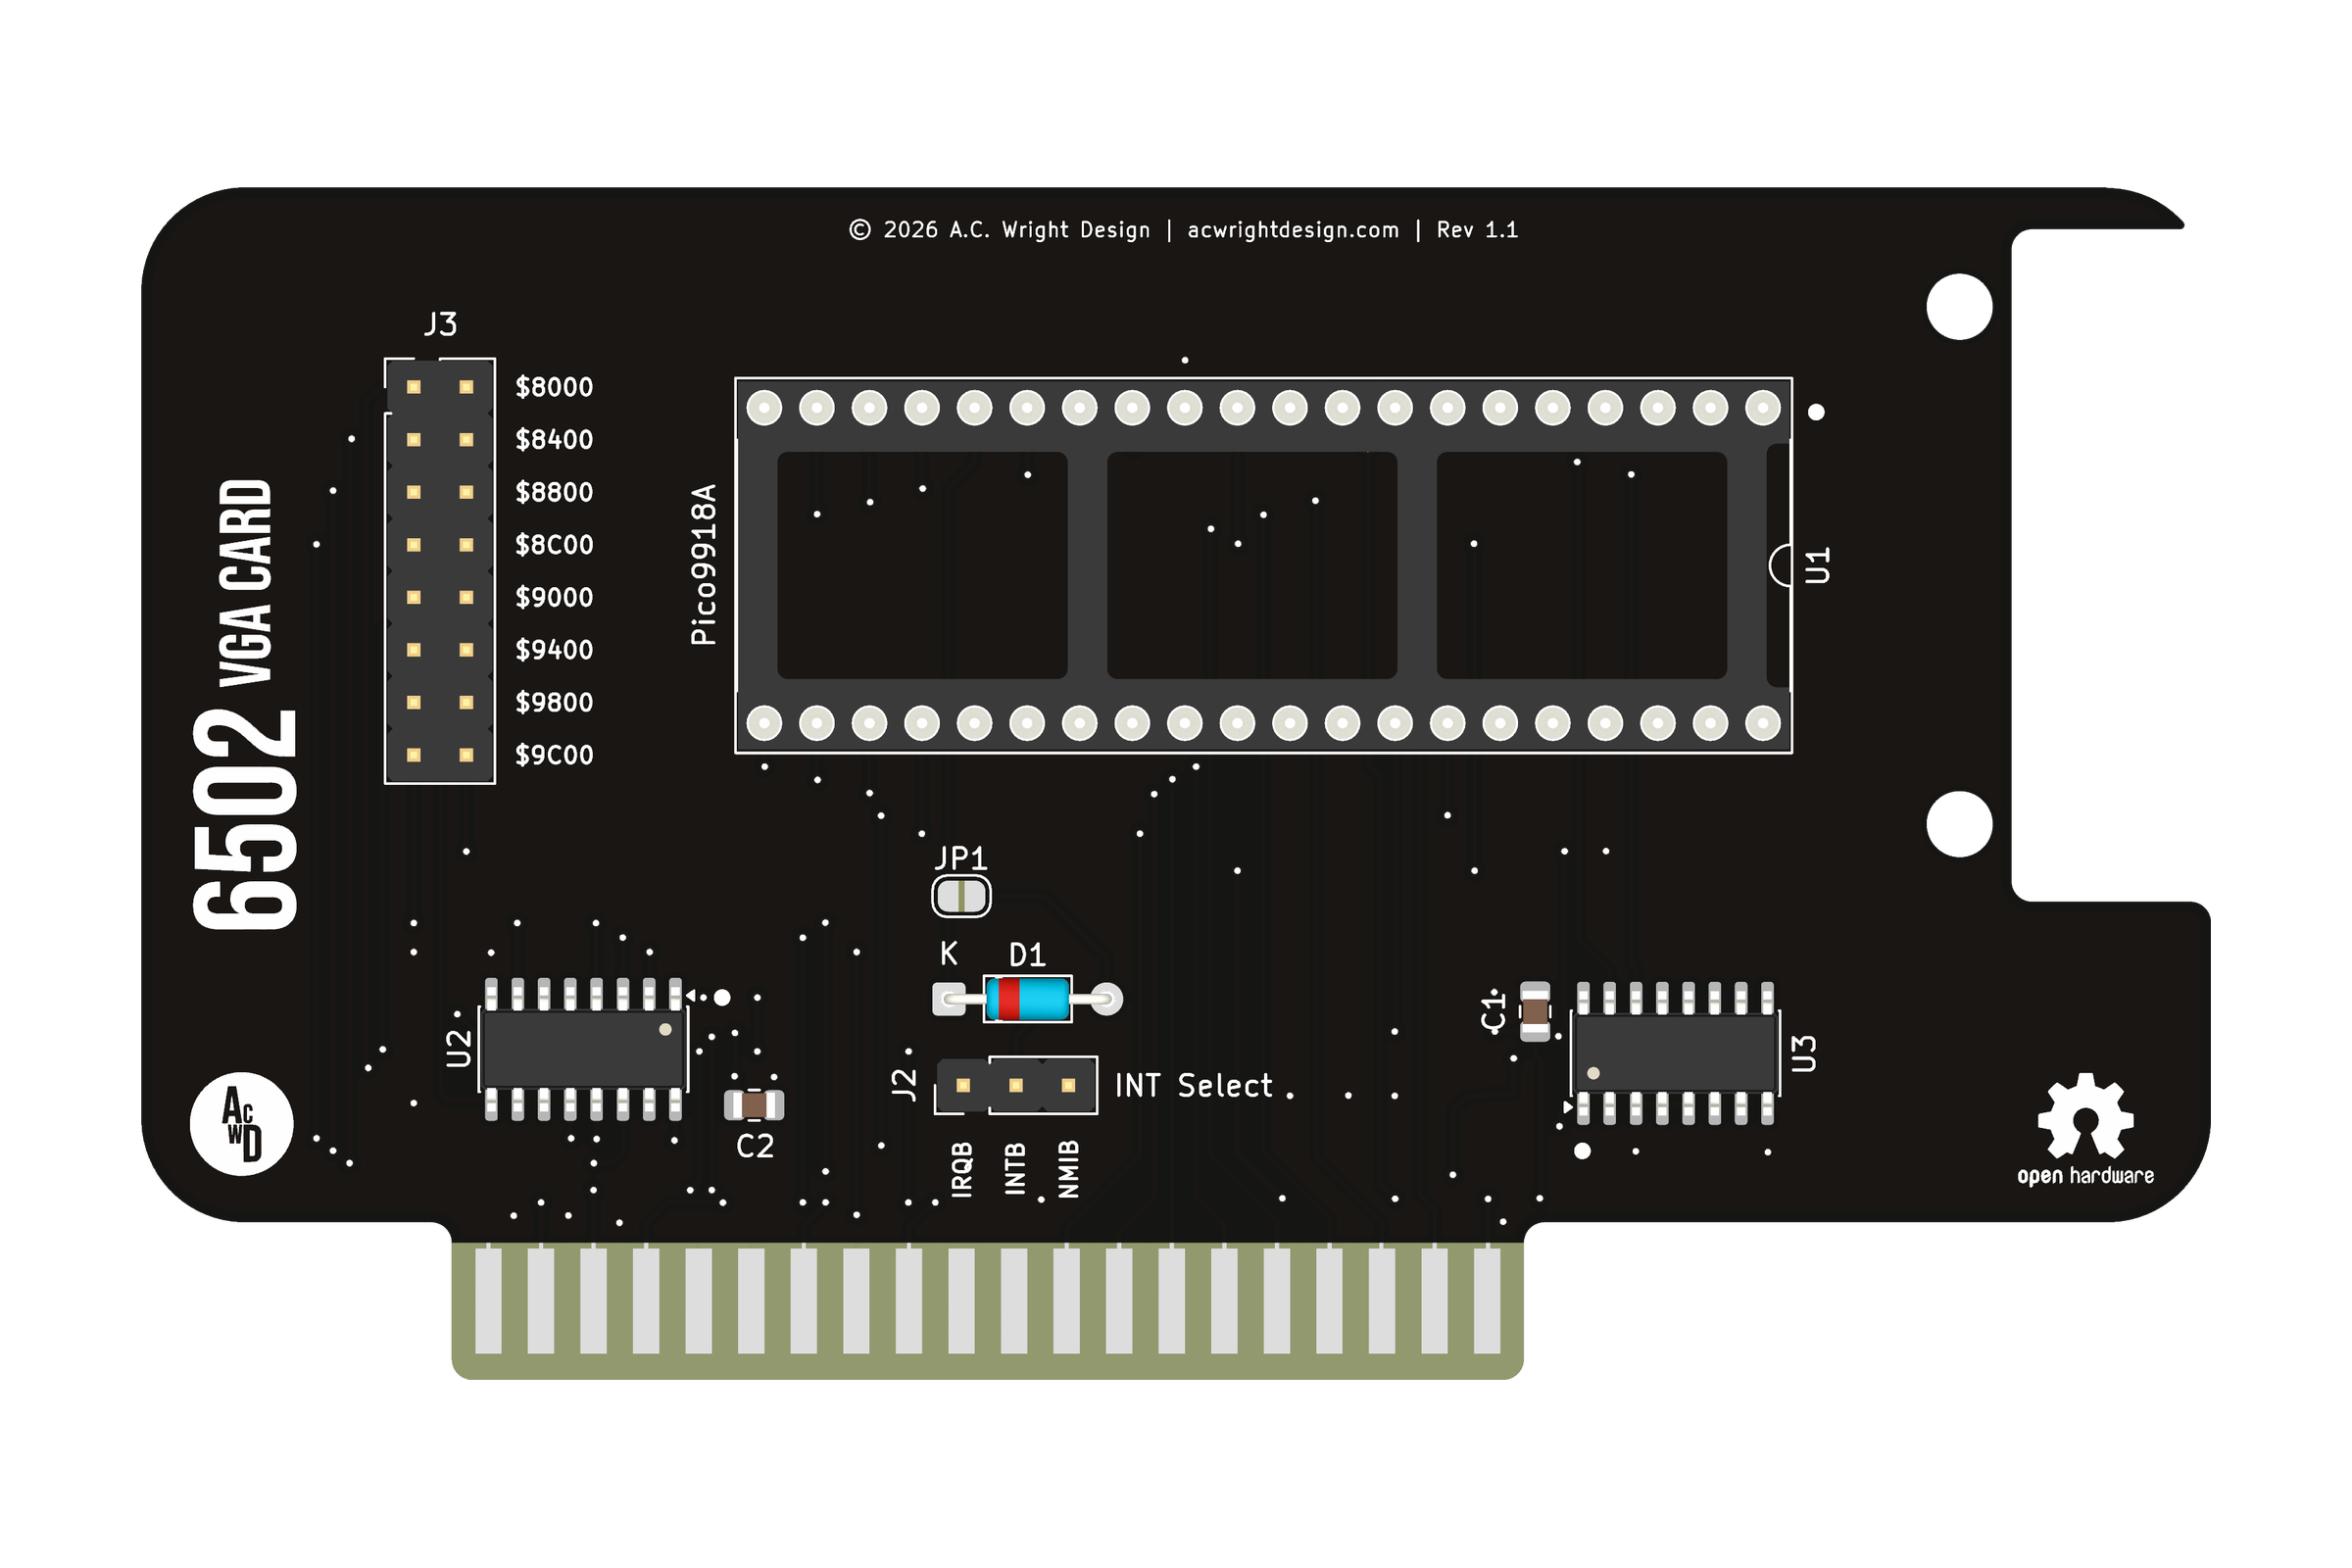 © 2026 A.C. Wright Design | acwrightdesign.com | Rev 1.1
J3
$8000
$8400
$8800
$8C00
$9000
$9400
$9800
$9C00
6502 VGA CARD
Pico9918A
U1
JP1
K
D1
U2
C2
J2
INT Select
IRQB
INTB
NMIB
C1
U3
ACWD
open hardware